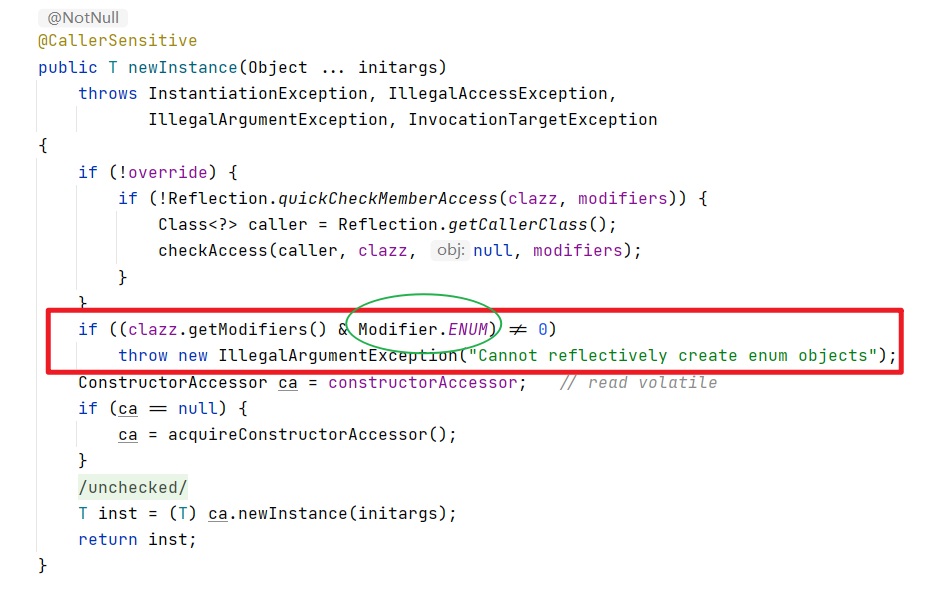 @NotNull
@CallerSensitive
public T newInstance(Object ... initargs)
throws InstantiationException, IllegalAccessException,
IllegalArgumentException, InvocationTargetException
{
if (!override) {
if (!Reflection.quickCheckMemberAccess(clazz, modifiers)) {
Class<?> caller = Reflection.getCallerClass();
checkAccess(caller, clazz, obj: null, modifiers);
}
}
if ((clazz.getModifiers() & Modifier.ENUM) != 0)
throw new IllegalArgumentException("Cannot reflectively create enum objects");
ConstructorAccessor ca = constructorAccessor; // read volatile
if (ca == null) {
ca = acquireConstructorAccessor();
}
/unchecked/
T inst = (T) ca.newInstance(initargs);
return inst;
}